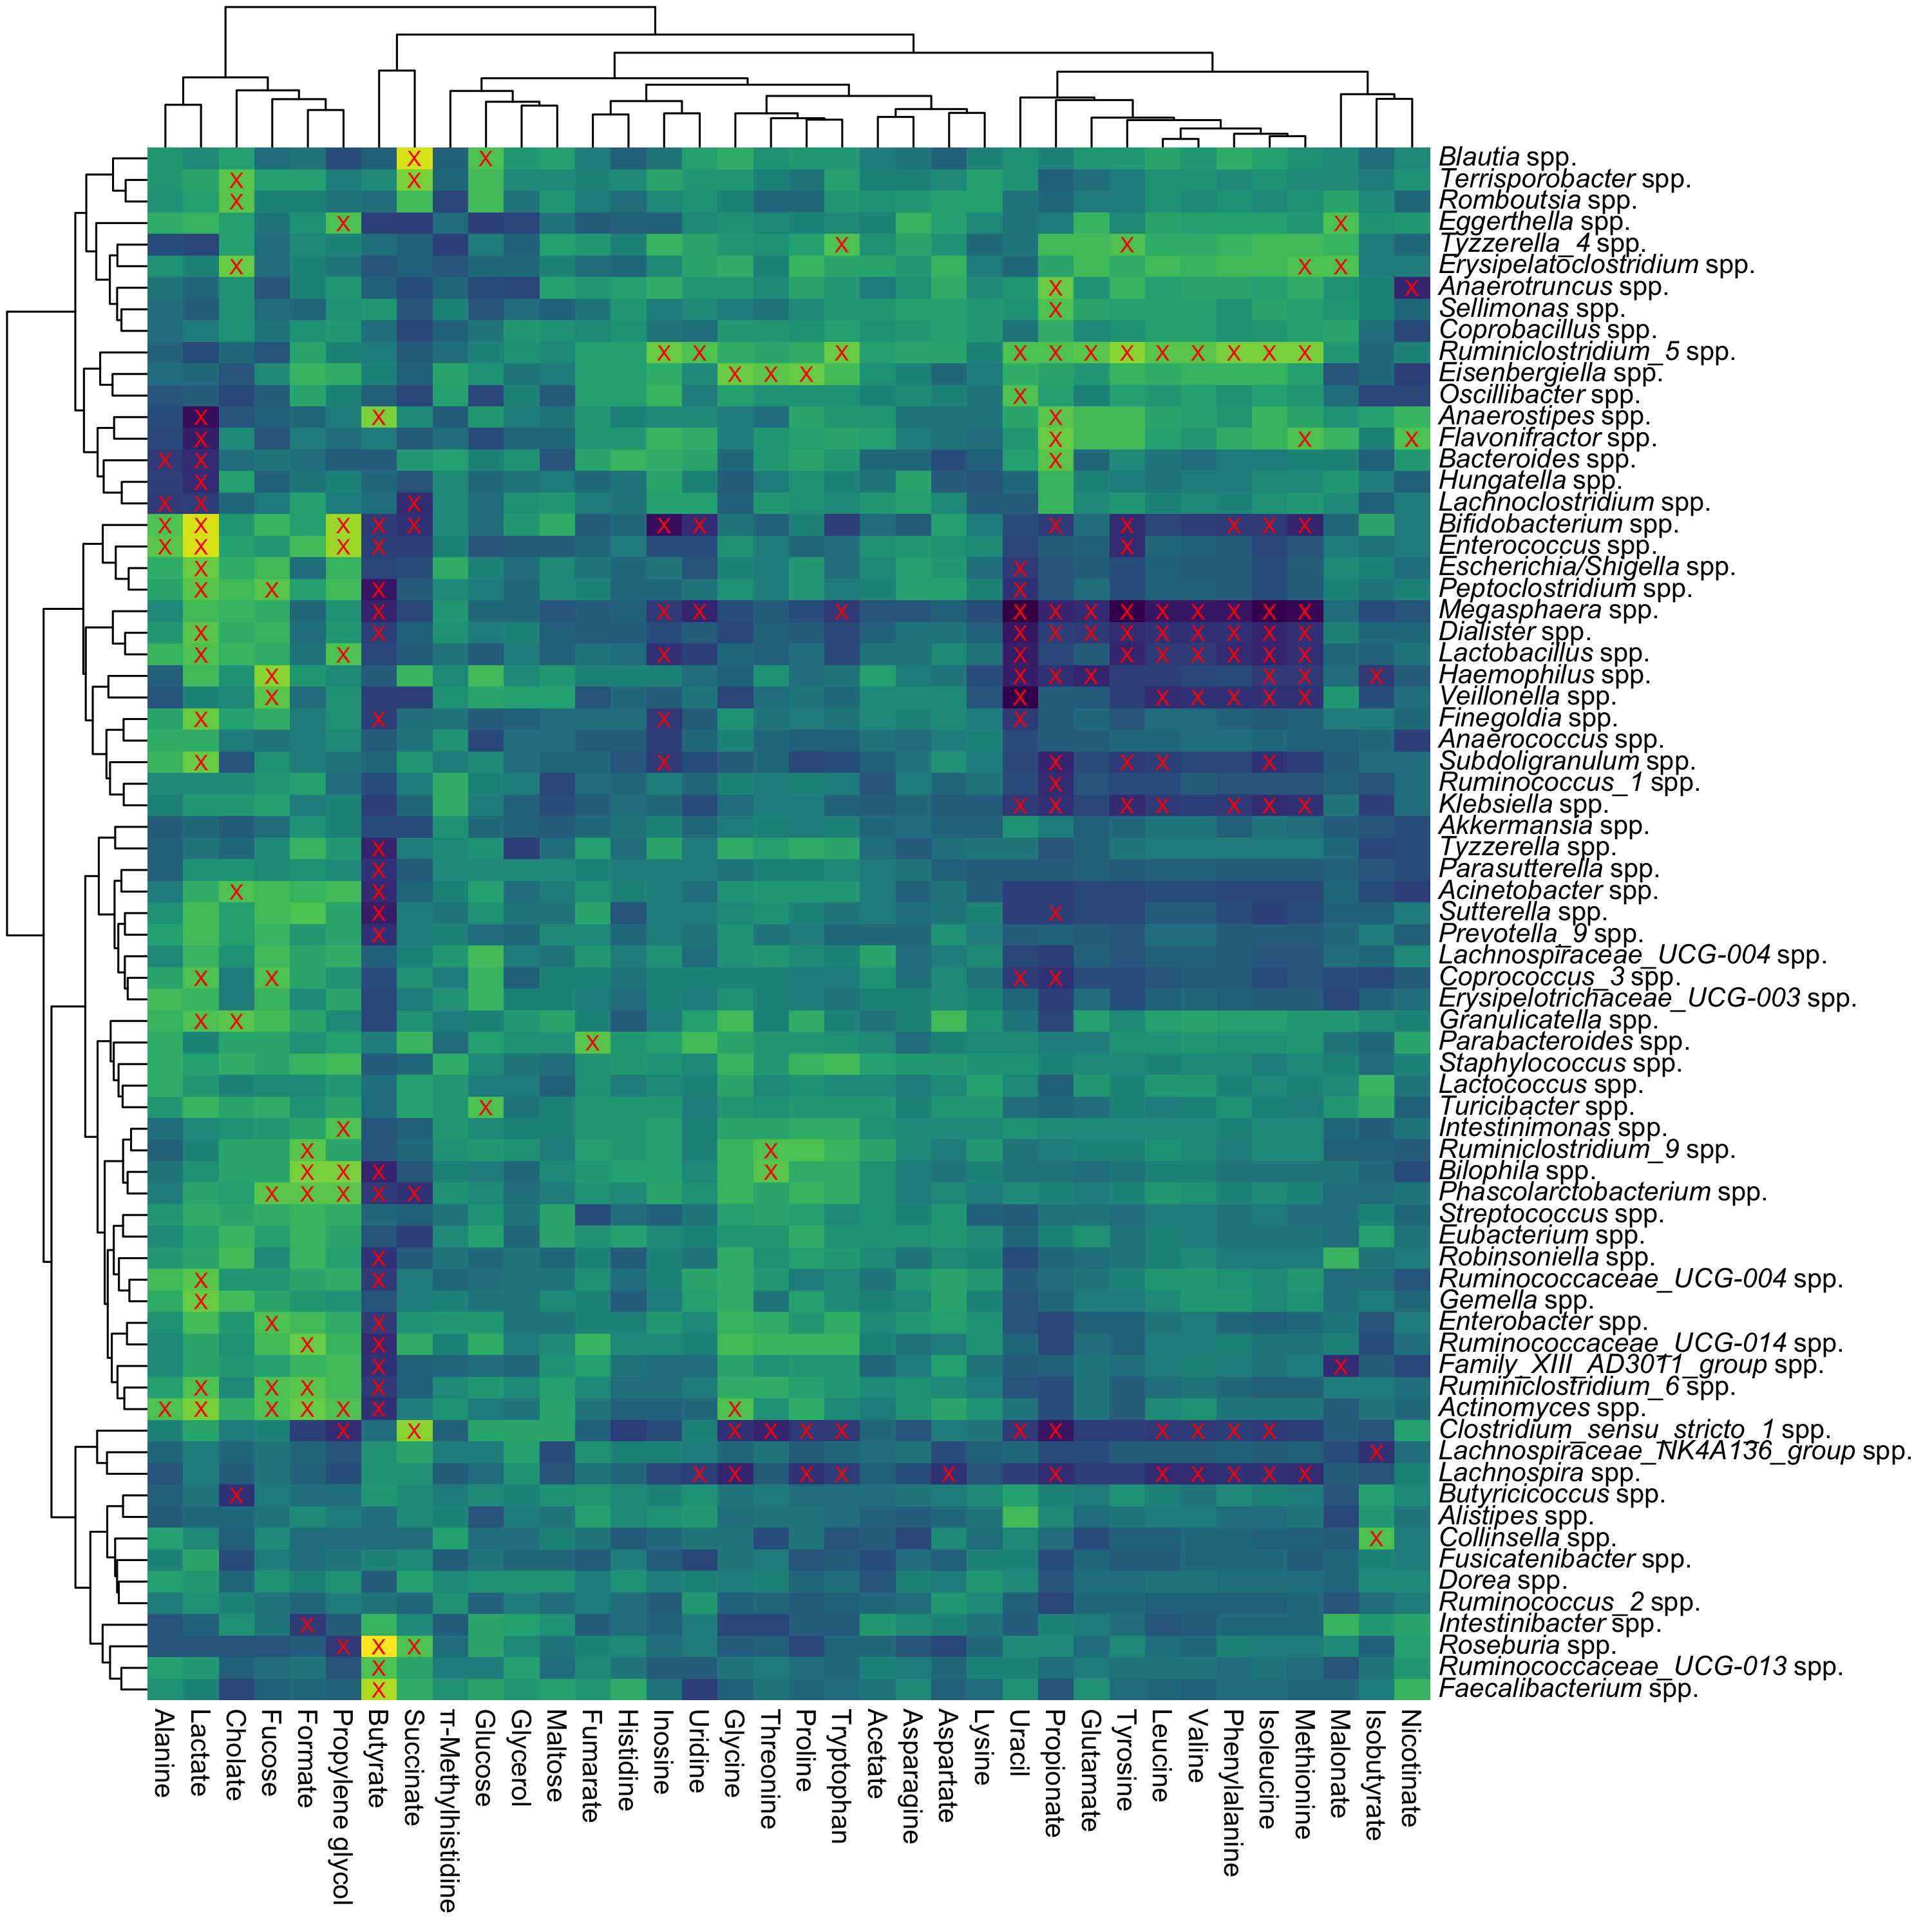 Blautia spp.
Terrisporobacter spp.
Romboutsia spp.
Eggerthella spp.
Tyzzerella_4 spp.
Erysipelatoclostridium spp.
Anaerotruncus spp.
Sellimonas spp.
Coprobacillus spp.
Ruminiclostridium_5 spp.
Eisenbergiella spp.
Oscillibacter spp.
Anaerostipes spp.
Flavonifractor spp.
Bacteroides spp.
Hungatella spp.
Lachnoclostridium spp.
Bifidobacterium spp.
Enterococcus spp.
Escherichia/Shigella spp.
Peptoclostridium spp.
Megasphaera spp.
Dialister spp.
Lactobacillus spp.
Haemophilus spp.
Veillonella spp.
Finegoldia spp.
Anaerococcus spp.
Subdoligranulum spp.
Ruminococcus_1 spp.
Klebsiella spp.
Akkermansia spp.
Tyzzerella spp.
Parasutterella spp.
Acinetobacter spp.
Sutterella spp.
Prevotella_9 spp.
Lachnospiraceae_UCG-004 spp.
Coprococcus_3 spp.
Erysipelotrichaceae_UCG-003 spp.
Granulicatella spp.
Parabacteroides spp.
Staphylococcus spp.
Lactococcus spp.
Turicibacter spp.
Intestinimonas spp.
Ruminiclostridium_9 spp.
Bilophila spp.
Phascolarctobacterium spp.
Streptococcus spp.
Eubacterium spp.
Robinsoniella spp.
Ruminococcaceae_UCG-004 spp.
Gemella spp.
Enterobacter spp.
Ruminococcaceae_UCG-014 spp.
Family_XIII_AD3011_group spp.
Ruminiclostridium_6 spp.
Actinomyces spp.
Clostridium_sensu_stricto_1 spp.
Lachnospiraceae_NK4A136_group spp.
Lachnospira spp.
Butyricicoccus spp.
Alistipes spp.
Collinsella spp.
Fusicatenibacter spp.
Dorea spp.
Ruminococcus_2 spp.
Intestinibacter spp.
Roseburia spp.
Ruminococcaceae_UCG-013 spp.
Faecalibacterium spp.
Alanine
Lactate
Cholate
Fucose
Formate
Propylene glycol
Butyrate
Succinate
π-Methylhistidine
Glucose
Glycerol
Maltose
Fumarate
Histidine
Inosine
Uridine
Glycine
Threonine
Proline
Tryptophan
Acetate
Asparagine
Aspartate
Lysine
Uracil
Propionate
Glutamate
Tyrosine
Leucine
Valine
Phenylalanine
Isoleucine
Methionine
Malonate
Isobutyrate
Nicotinate